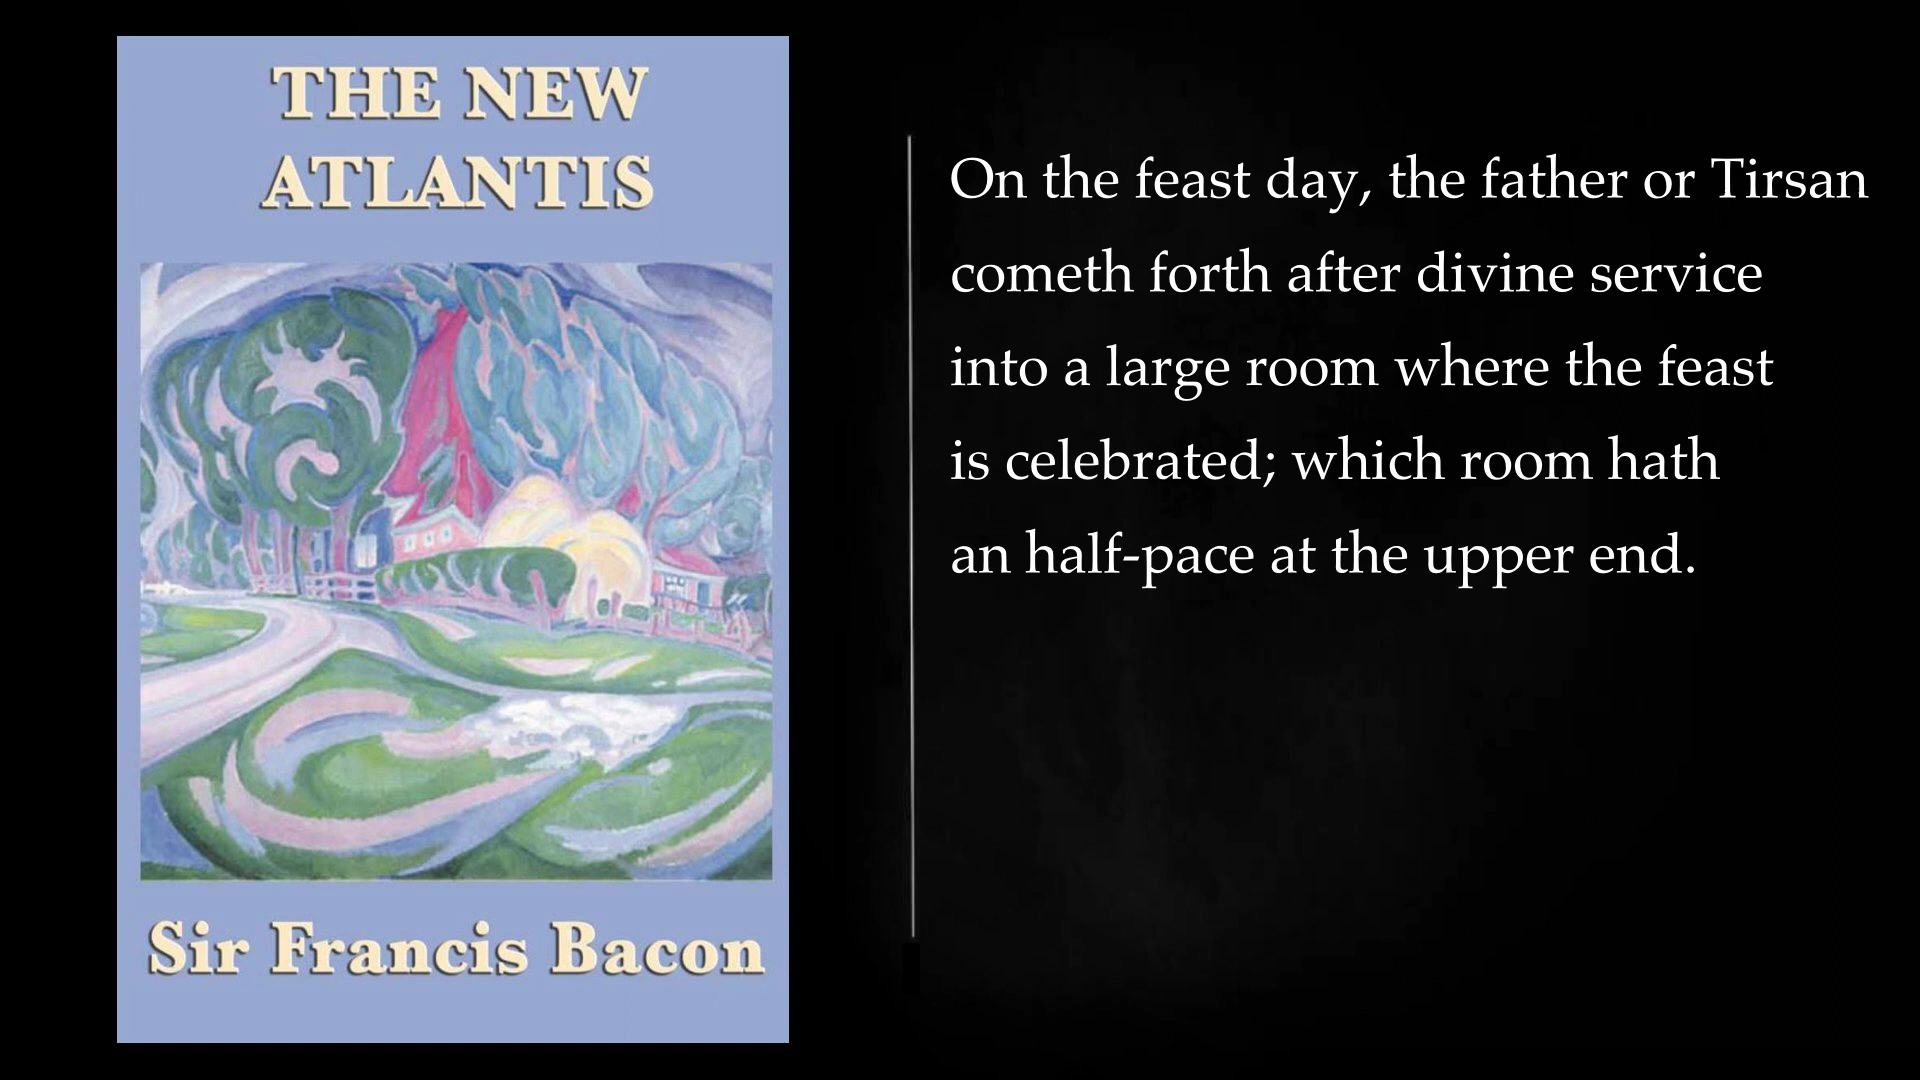 THE NEW
ATLANTIS
Sir Francis Bacon
On the feast day, the father or Tirsan
cometh forth after divine service
into a large room where the feast
is celebrated; which room hath
an half-pace at the upper end.